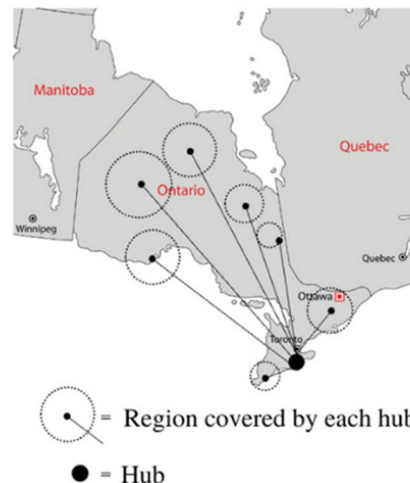 Manitoba
Quebec
Ontario
Winnipeg
Quebec
Ottawa
Toronto
= Region covered by each hub
= Hub